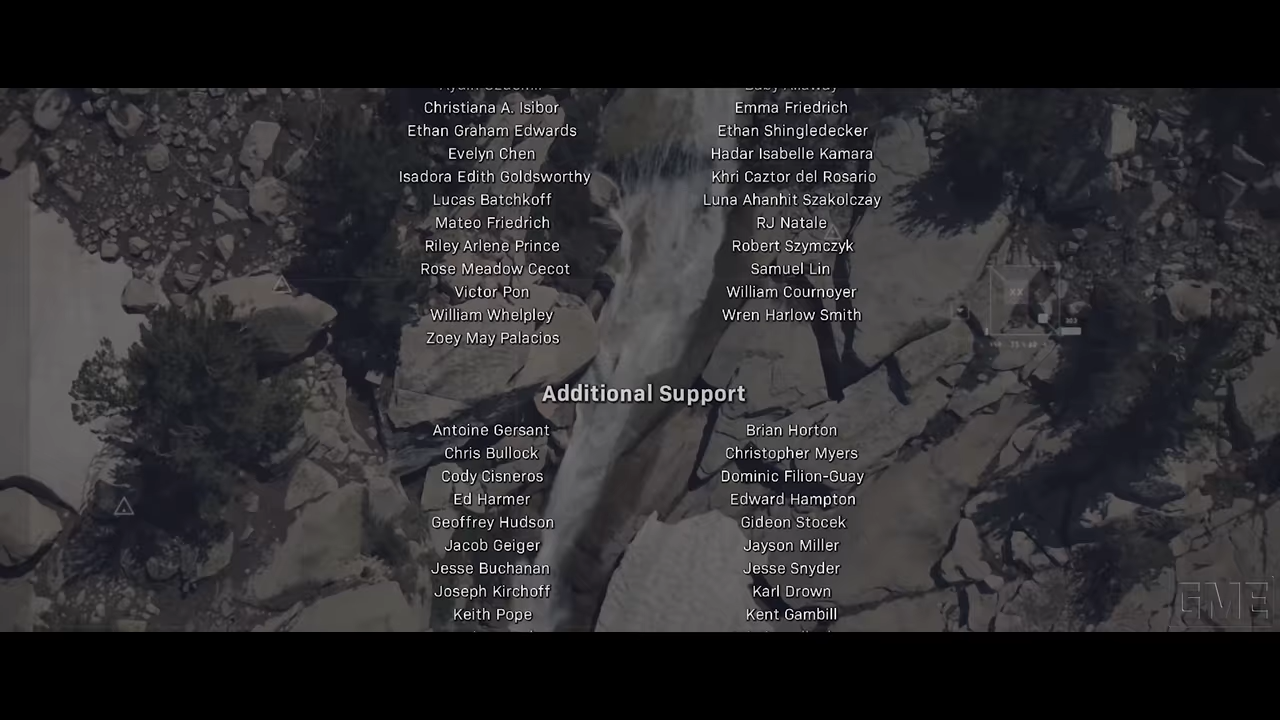 Christiana A. Isibor Emma Friedrich
Ethan Graham Edwards Ethan Shingledecker
Evelyn Chen Hadar Isabelle Kamara
Isadora Edith Goldsworthy Khri Caztor del Rosario
Lucas Batchkoff Luna Ahanhit Szakolczay
Mateo Friedrich RJ Natale
Riley Arlene Prince Robert Szymczyk
Rose Meadow Cecot Samuel Lin
Victor Pon William Cournoyer
William Whelpley Wren Harlow Smith
Zoey May Palacios
Additional Support
Antoine Gersant Brian Horton
Chris Bullock Christopher Myers
Cody Cisneros Dominic Filion-Guay
Ed Harmer Edward Hampton
Geoffrey Hudson Gideon Stocek
Jacob Geiger Jayson Miller
Jesse Buchanan Jesse Snyder
Joseph Kirchoff Karl Drown
Keith Pope Kent Gambill
GME